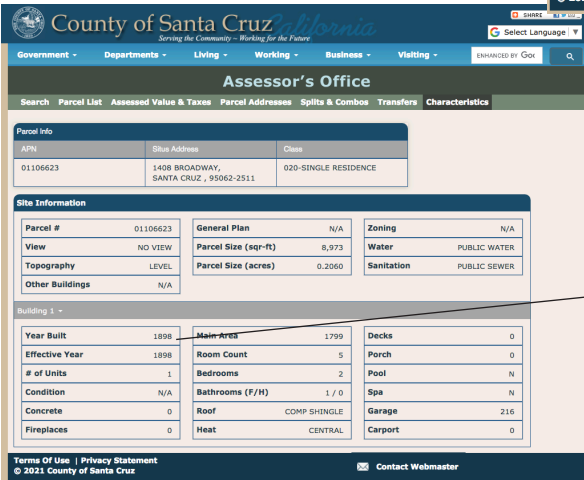 SHARE
County of Santa Cruz California
Serving the Community – Working for the Future
Select Language ▼
Government Departments Living Working Business Visiting ENHANCED BY
Assessor's Office
Search Parcel List Assessed Value & Taxes Parcel Addresses Splits & Combos Transfers Characteristics
Parcel Info
APN Situs Address Class
01106623 1408 BROADWAY, 020-SINGLE RESIDENCE
SANTA CRUZ , 95062-2511
Site Information
Parcel # 01106623 General Plan N/A Zoning N/A
View NO VIEW Parcel Size (sqr-ft) 8,973 Water PUBLIC WATER
Topography LEVEL Parcel Size (acres) 0.2060 Sanitation PUBLIC SEWER
Other Buildings N/A
Building 1
Year Built 1898 Main Area 1799 Decks 0
Effective Year 1898 Room Count 5 Porch 0
# of Units 1 Bedrooms 2 Pool N
Condition N/A Bathrooms (F/H) 1 / 0 Spa N
Concrete 0 Roof COMP SHINGLE Garage 216
Fireplaces 0 Heat CENTRAL Carport 0
Terms Of Use | Privacy Statement
© 2021 County of Santa Cruz Contact Webmaster